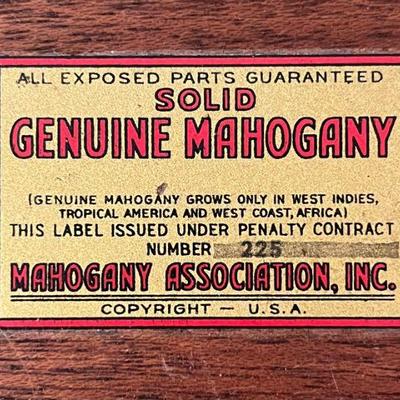 ALL EXPOSED PARTS GUARANTEED
SOLID
GENUINE MAHOGANY
(GENUINE MAHOGANY GROWS ONLY IN WEST INDIES,
TROPICAL AMERICA AND WEST COAST, AFRICA)
THIS LABEL ISSUED UNDER PENALTY CONTRACT
NUMBER 225
MAHOGANY ASSOCIATION, INC.
COPYRIGHT — U.S.A.